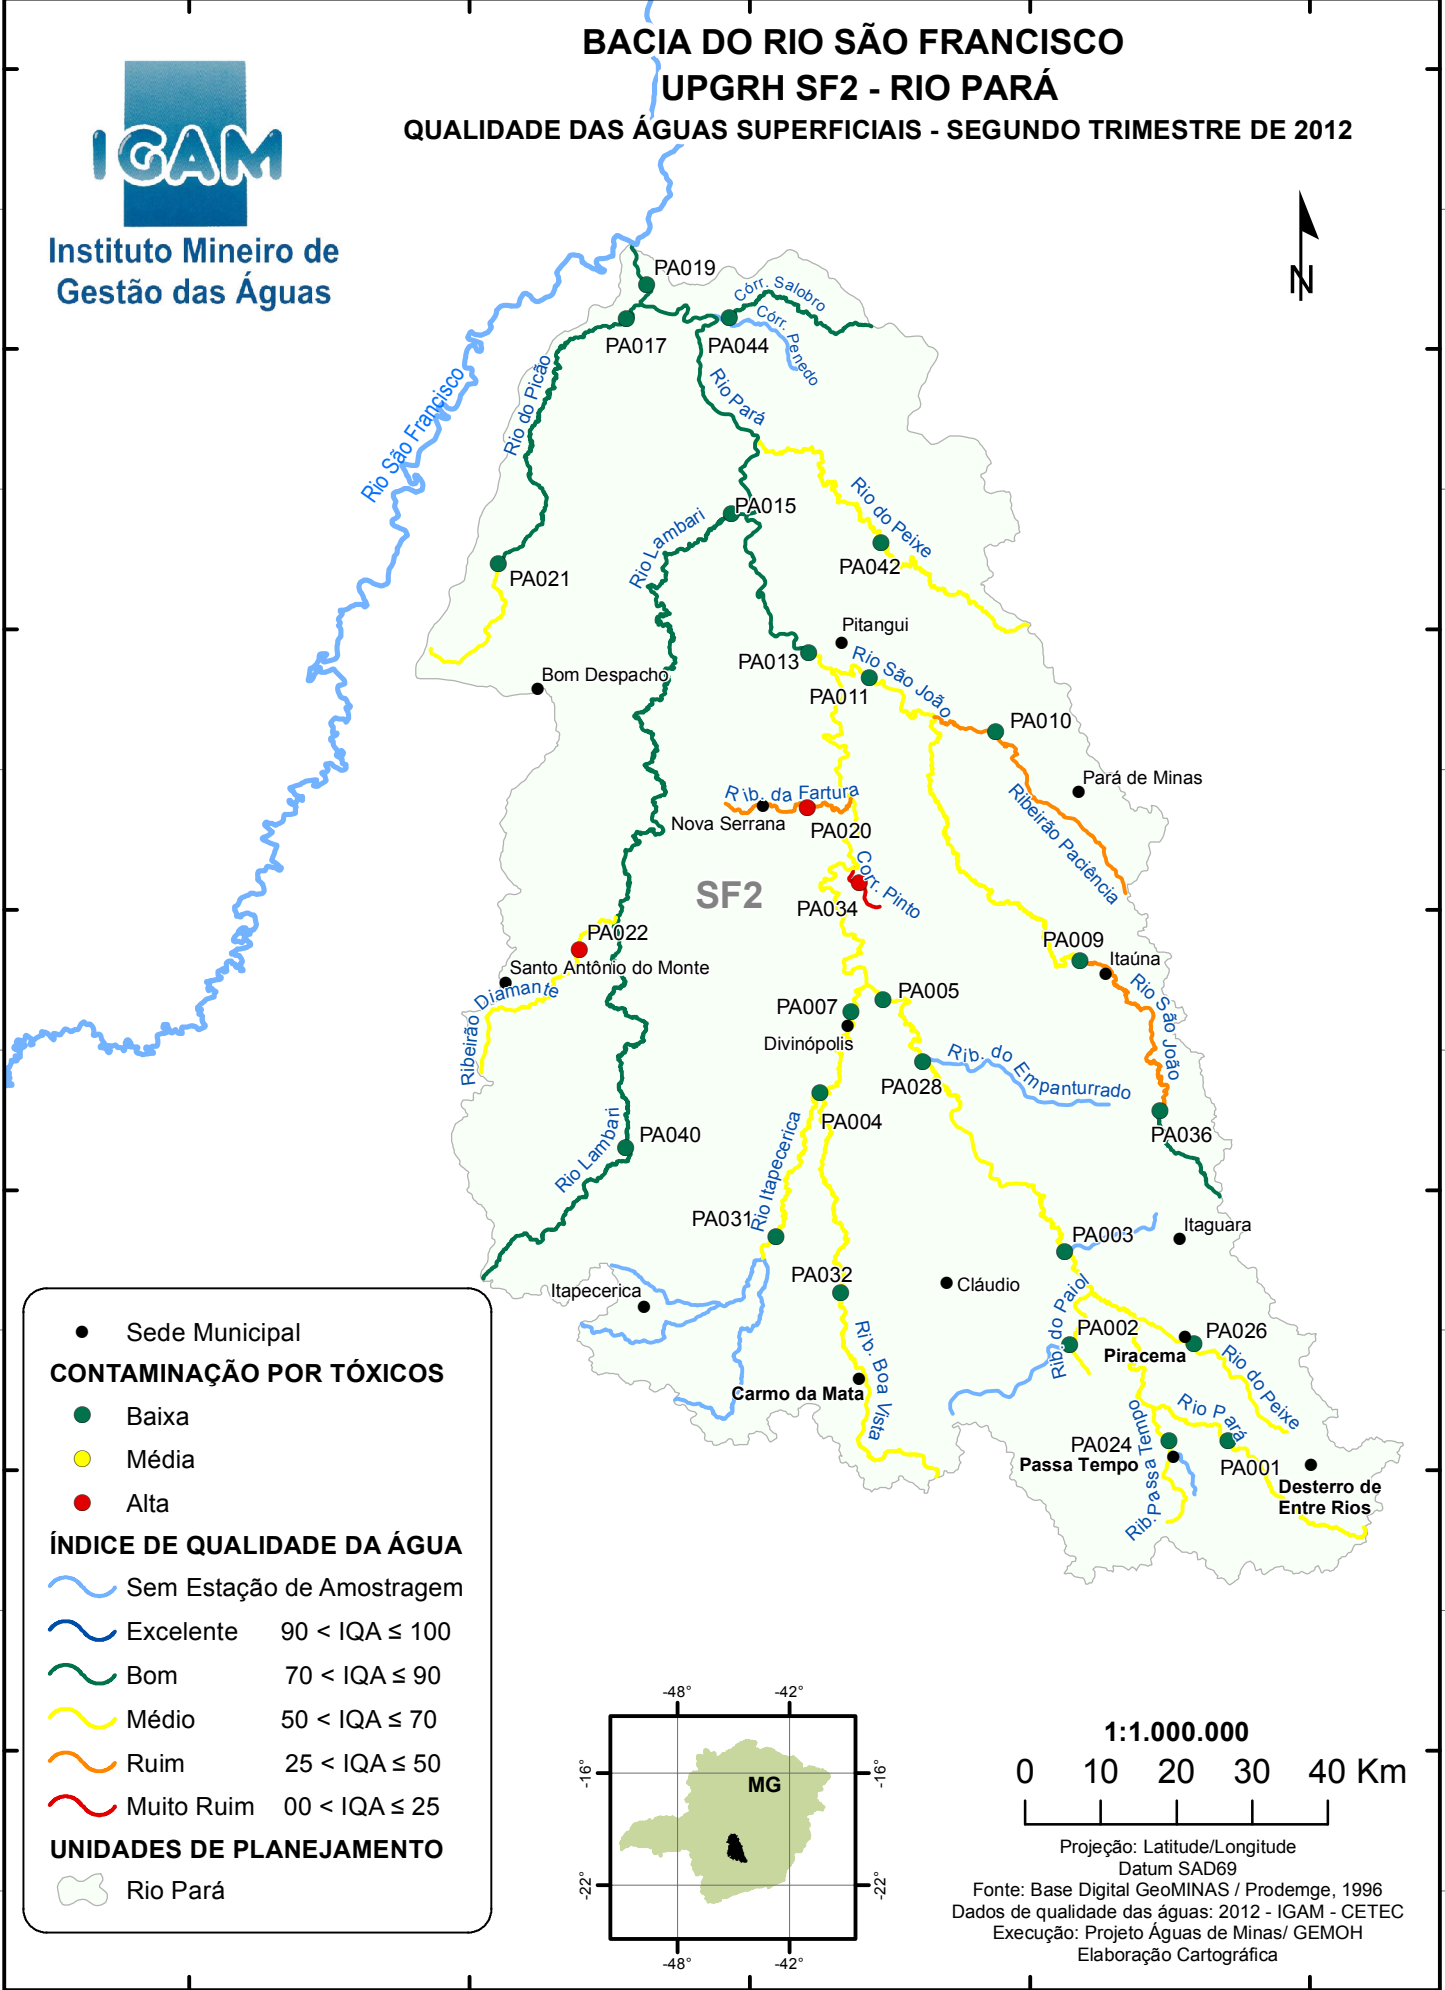 BACIA DO RIO SÃO FRANCISCO
UPGRH SF2 - RIO PARÁ
QUALIDADE DAS ÁGUAS SUPERFICIAIS - SEGUNDO TRIMESTRE DE 2012
IGAM
Instituto Mineiro de
Gestão das Águas
N
PA019
Córr. Salobro
Córr. Penedo
PA017
PA044
Rio do Picão
Rio Pará
Rio São Francisco
Rio do Peixe
PA015
Rio Lambari
PA042
PA021
Pitangui
PA013
Rio São João
Bom Despacho
PA011
PA010
Pará de Minas
Rib. da Fartura
Nova Serrana
PA020
Ribeirão Paciência
Corr. Pinto
SF2
PA034
PA022
PA009
Itaúna
Santo Antônio do Monte
Ribeirão Diamante
PA005
PA007
Rio São João
Divinópolis
Rib. do Empanturrado
PA028
PA004
PA036
PA040
Rio Lambari
Rio Itapecerica
PA031
Itaguara
PA003
PA032
Cláudio
Itapecerica
Rib. do Paiol
PA002
PA026
Piracema
Rio do Peixe
Rib. Boa Vista
Carmo da Mata
Rio Pará
PA024
Passa Tempo
Rib. Passa Tempo
PA001
Desterro de
Entre Rios
Sede Municipal
CONTAMINAÇÃO POR TÓXICOS
Baixa
Média
Alta
ÍNDICE DE QUALIDADE DA ÁGUA
Sem Estação de Amostragem
Excelente 90 < IQA ≤ 100
Bom 70 < IQA ≤ 90
Médio 50 < IQA ≤ 70
Ruim 25 < IQA ≤ 50
Muito Ruim 00 < IQA ≤ 25
UNIDADES DE PLANEJAMENTO
Rio Pará
-48° -42°
-16° -16°
MG
-22° -22°
-48° -42°
1:1.000.000
0 10 20 30 40 Km
Projeção: Latitude/Longitude
Datum SAD69
Fonte: Base Digital GeoMINAS / Prodemge, 1996
Dados de qualidade das águas: 2012 - IGAM - CETEC
Execução: Projeto Águas de Minas/ GEMOH
Elaboração Cartográfica